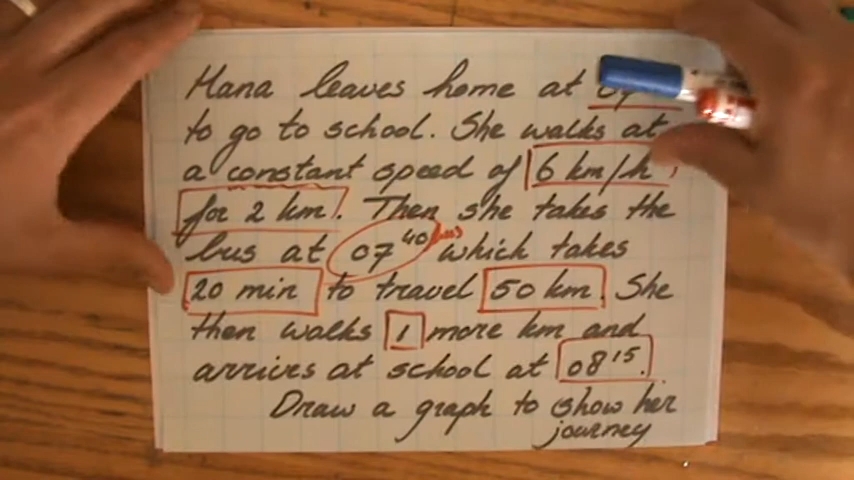 Hana leaves home at
to go to school. She walks at
a constant speed of 6 km/h
for 2 km. Then she takes the
bus at 07 40 hrs which takes
20 min to travel 50 km. She
then walks 1 more km and
arrives at school at 08 15.
Draw a graph to show her
journey